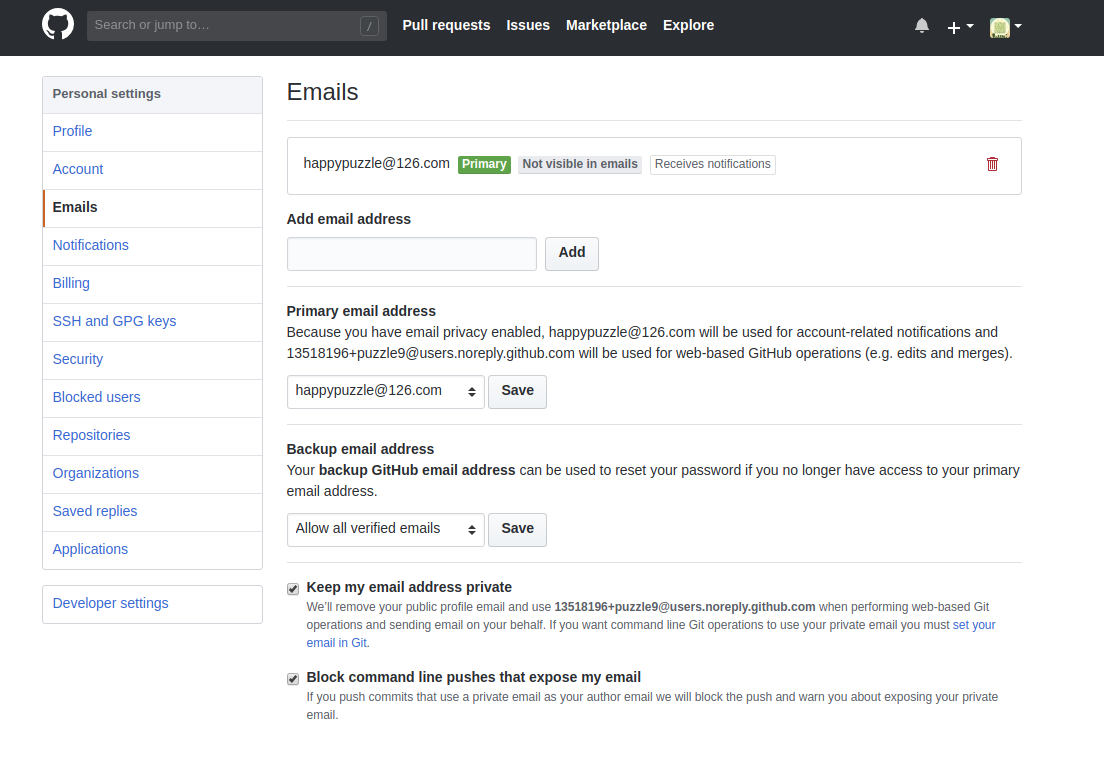 Search or jump to…
/
Pull requests
Issues
Marketplace
Explore
Personal settings
Profile
Account
Emails
Notifications
Billing
SSH and GPG keys
Security
Blocked users
Repositories
Organizations
Saved replies
Applications
Developer settings
Emails
happypuzzle@126.com Primary Not visible in emails Receives notifications
Add email address
Add
Primary email address
Because you have email privacy enabled, happypuzzle@126.com will be used for account-related notifications and
13518196+puzzle9@users.noreply.github.com will be used for web-based GitHub operations (e.g. edits and merges).
happypuzzle@126.com
Save
Backup email address
Your backup GitHub email address can be used to reset your password if you no longer have access to your primary
email address.
Allow all verified emails
Save
Keep my email address private
We’ll remove your public profile email and use 13518196+puzzle9@users.noreply.github.com when performing web-based Git
operations and sending email on your behalf. If you want command line Git operations to use your private email you must set your
email in Git.
Block command line pushes that expose my email
If you push commits that use a private email as your author email we will block the push and warn you about exposing your private
email.